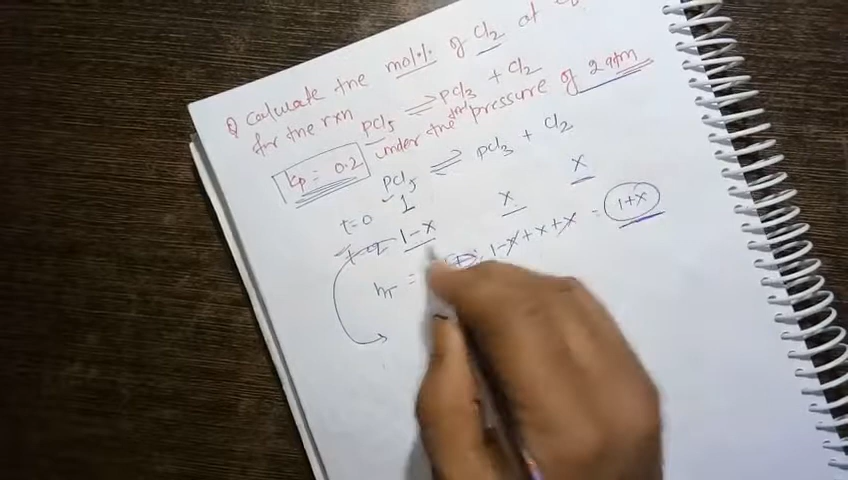 Q Calculate the mol% of Cl2 at
for the rxn PCl5 ⇌ PCl3 + Cl2
under the std pressure of 2 atm
Kp = 0.2
PCl5 ⇌ PCl3 + Cl2
t=0 1
1-x x x
nT = 1-x+x+x = 1+x